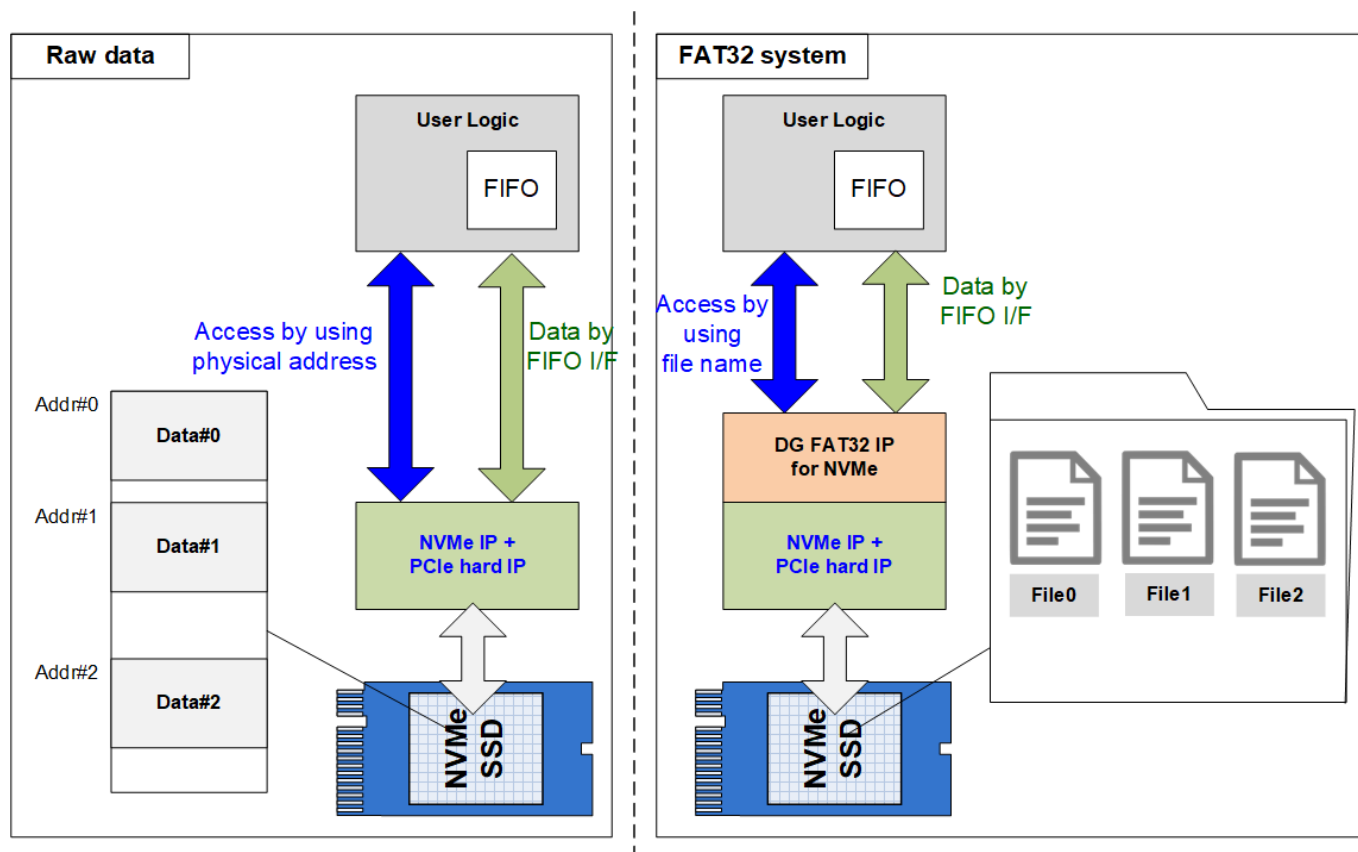 Raw data
User Logic
FIFO
Access by using
physical address
Data by
FIFO I/F
Addr#0
Data#0
Addr#1
Data#1
Addr#2
Data#2
NVMe IP +
PCIe hard IP
NVMe
SSD
FAT32 system
User Logic
FIFO
Access by
using
file name
Data by
FIFO I/F
DG FAT32 IP
for NVMe
NVMe IP +
PCIe hard IP
File0
File1
File2
NVMe
SSD